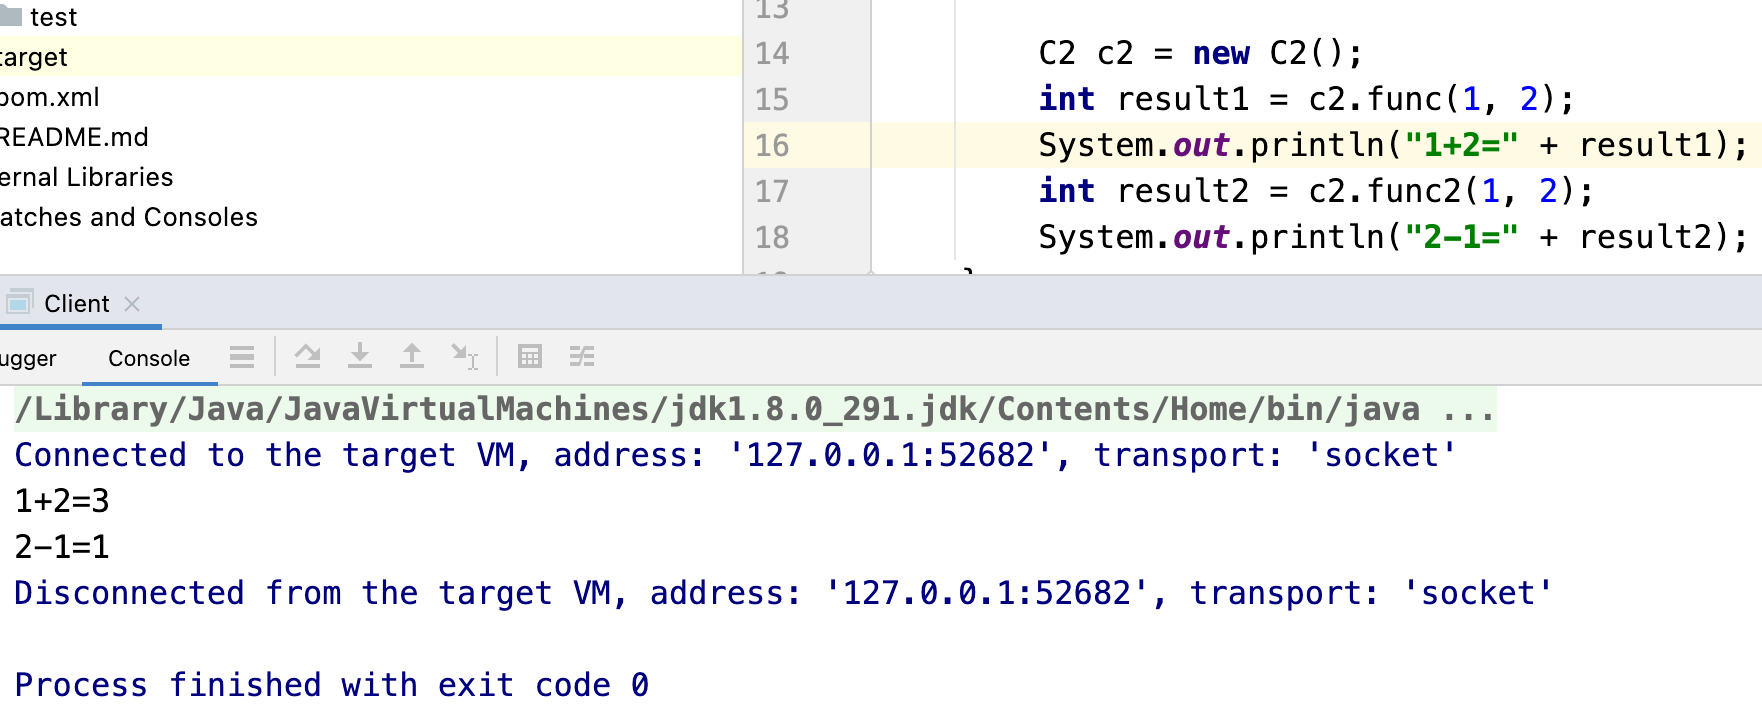 test
target
pom.xml
README.md
ernal Libraries
atches and Consoles
13
14 C2 c2 = new C2();
15 int result1 = c2.func(1, 2);
16 System.out.println("1+2=" + result1);
17 int result2 = c2.func2(1, 2);
18 System.out.println("2-1=" + result2);
}
Client
ugger Console
/Library/Java/JavaVirtualMachines/jdk1.8.0_291.jdk/Contents/Home/bin/java ...
Connected to the target VM, address: '127.0.0.1:52682', transport: 'socket'
1+2=3
2-1=1
Disconnected from the target VM, address: '127.0.0.1:52682', transport: 'socket'
Process finished with exit code 0